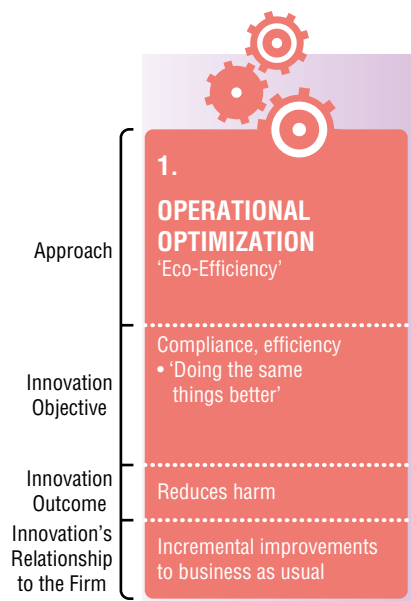 1.
Approach
OPERATIONAL
OPTIMIZATION
'Eco-Efficiency'
Innovation
Objective
Compliance, efficiency
• 'Doing the same
things better'
Innovation
Outcome
Reduces harm
Innovation's
Relationship
to the Firm
Incremental improvements
to business as usual